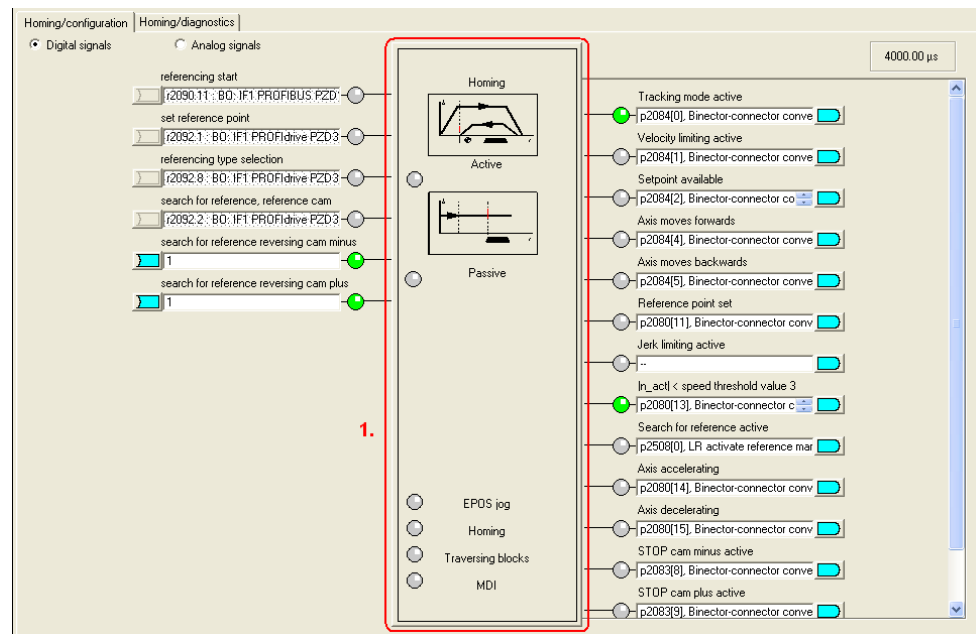 Homing/configuration Homing/diagnostics
Digital signals Analog signals
4000.00 µs
referencing start
r2090.11 : BO: IF1 PROFIBUS PZD
set reference point
r2092.1 : BO: IF1 PROFIdrive PZD3
referencing type selection
r2092.8 : BO: IF1 PROFIdrive PZD3
search for reference, reference cam
r2092.2 : BO: IF1 PROFIdrive PZD3
search for reference reversing cam minus
1
search for reference reversing cam plus
1
1.
Homing
Active
Passive
EPOS jog
Homing
Traversing blocks
MDI
Tracking mode active
p2084[0], Binector-connector conve
Velocity limiting active
p2084[1], Binector-connector conve
Setpoint available
p2084[2], Binector-connector co
Axis moves forwards
p2084[4], Binector-connector conve
Axis moves backwards
p2084[5], Binector-connector conve
Reference point set
p2080[11], Binector-connector conv
Jerk limiting active
--
|n_act| < speed threshold value 3
p2080[13], Binector-connector c
Search for reference active
p2508[0], LR activate reference mar
Axis accelerating
p2080[14], Binector-connector conv
Axis decelerating
p2080[15], Binector-connector conv
STOP cam minus active
p2083[8], Binector-connector conve
STOP cam plus active
p2083[9], Binector-connector conve